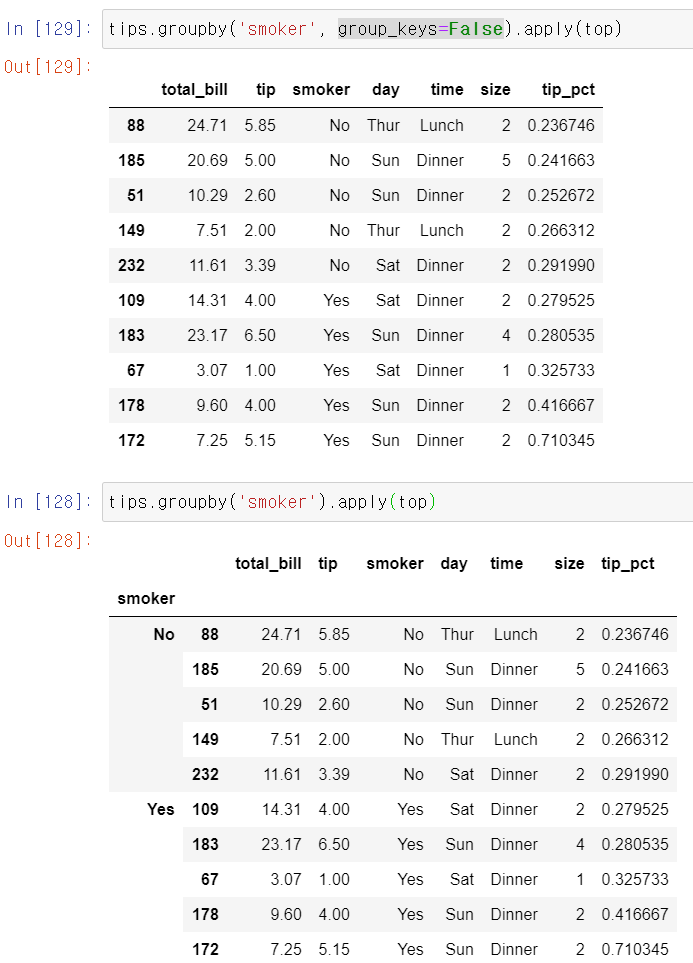 In [129]: tips.groupby('smoker', group_keys=False).apply(top)
Out[129]:
total_bill tip smoker day time size tip_pct
88 24.71 5.85 No Thur Lunch 2 0.236746
185 20.69 5.00 No Sun Dinner 5 0.241663
51 10.29 2.60 No Sun Dinner 2 0.252672
149 7.51 2.00 No Thur Lunch 2 0.266312
232 11.61 3.39 No Sat Dinner 2 0.291990
109 14.31 4.00 Yes Sat Dinner 2 0.279525
183 23.17 6.50 Yes Sun Dinner 4 0.280535
67 3.07 1.00 Yes Sat Dinner 1 0.325733
178 9.60 4.00 Yes Sun Dinner 2 0.416667
172 7.25 5.15 Yes Sun Dinner 2 0.710345
In [128]: tips.groupby('smoker').apply(top)
Out[128]:
total_bill tip smoker day time size tip_pct
smoker
No 88 24.71 5.85 No Thur Lunch 2 0.236746
185 20.69 5.00 No Sun Dinner 5 0.241663
51 10.29 2.60 No Sun Dinner 2 0.252672
149 7.51 2.00 No Thur Lunch 2 0.266312
232 11.61 3.39 No Sat Dinner 2 0.291990
Yes 109 14.31 4.00 Yes Sat Dinner 2 0.279525
183 23.17 6.50 Yes Sun Dinner 4 0.280535
67 3.07 1.00 Yes Sat Dinner 1 0.325733
178 9.60 4.00 Yes Sun Dinner 2 0.416667
172 7.25 5.15 Yes Sun Dinner 2 0.710345